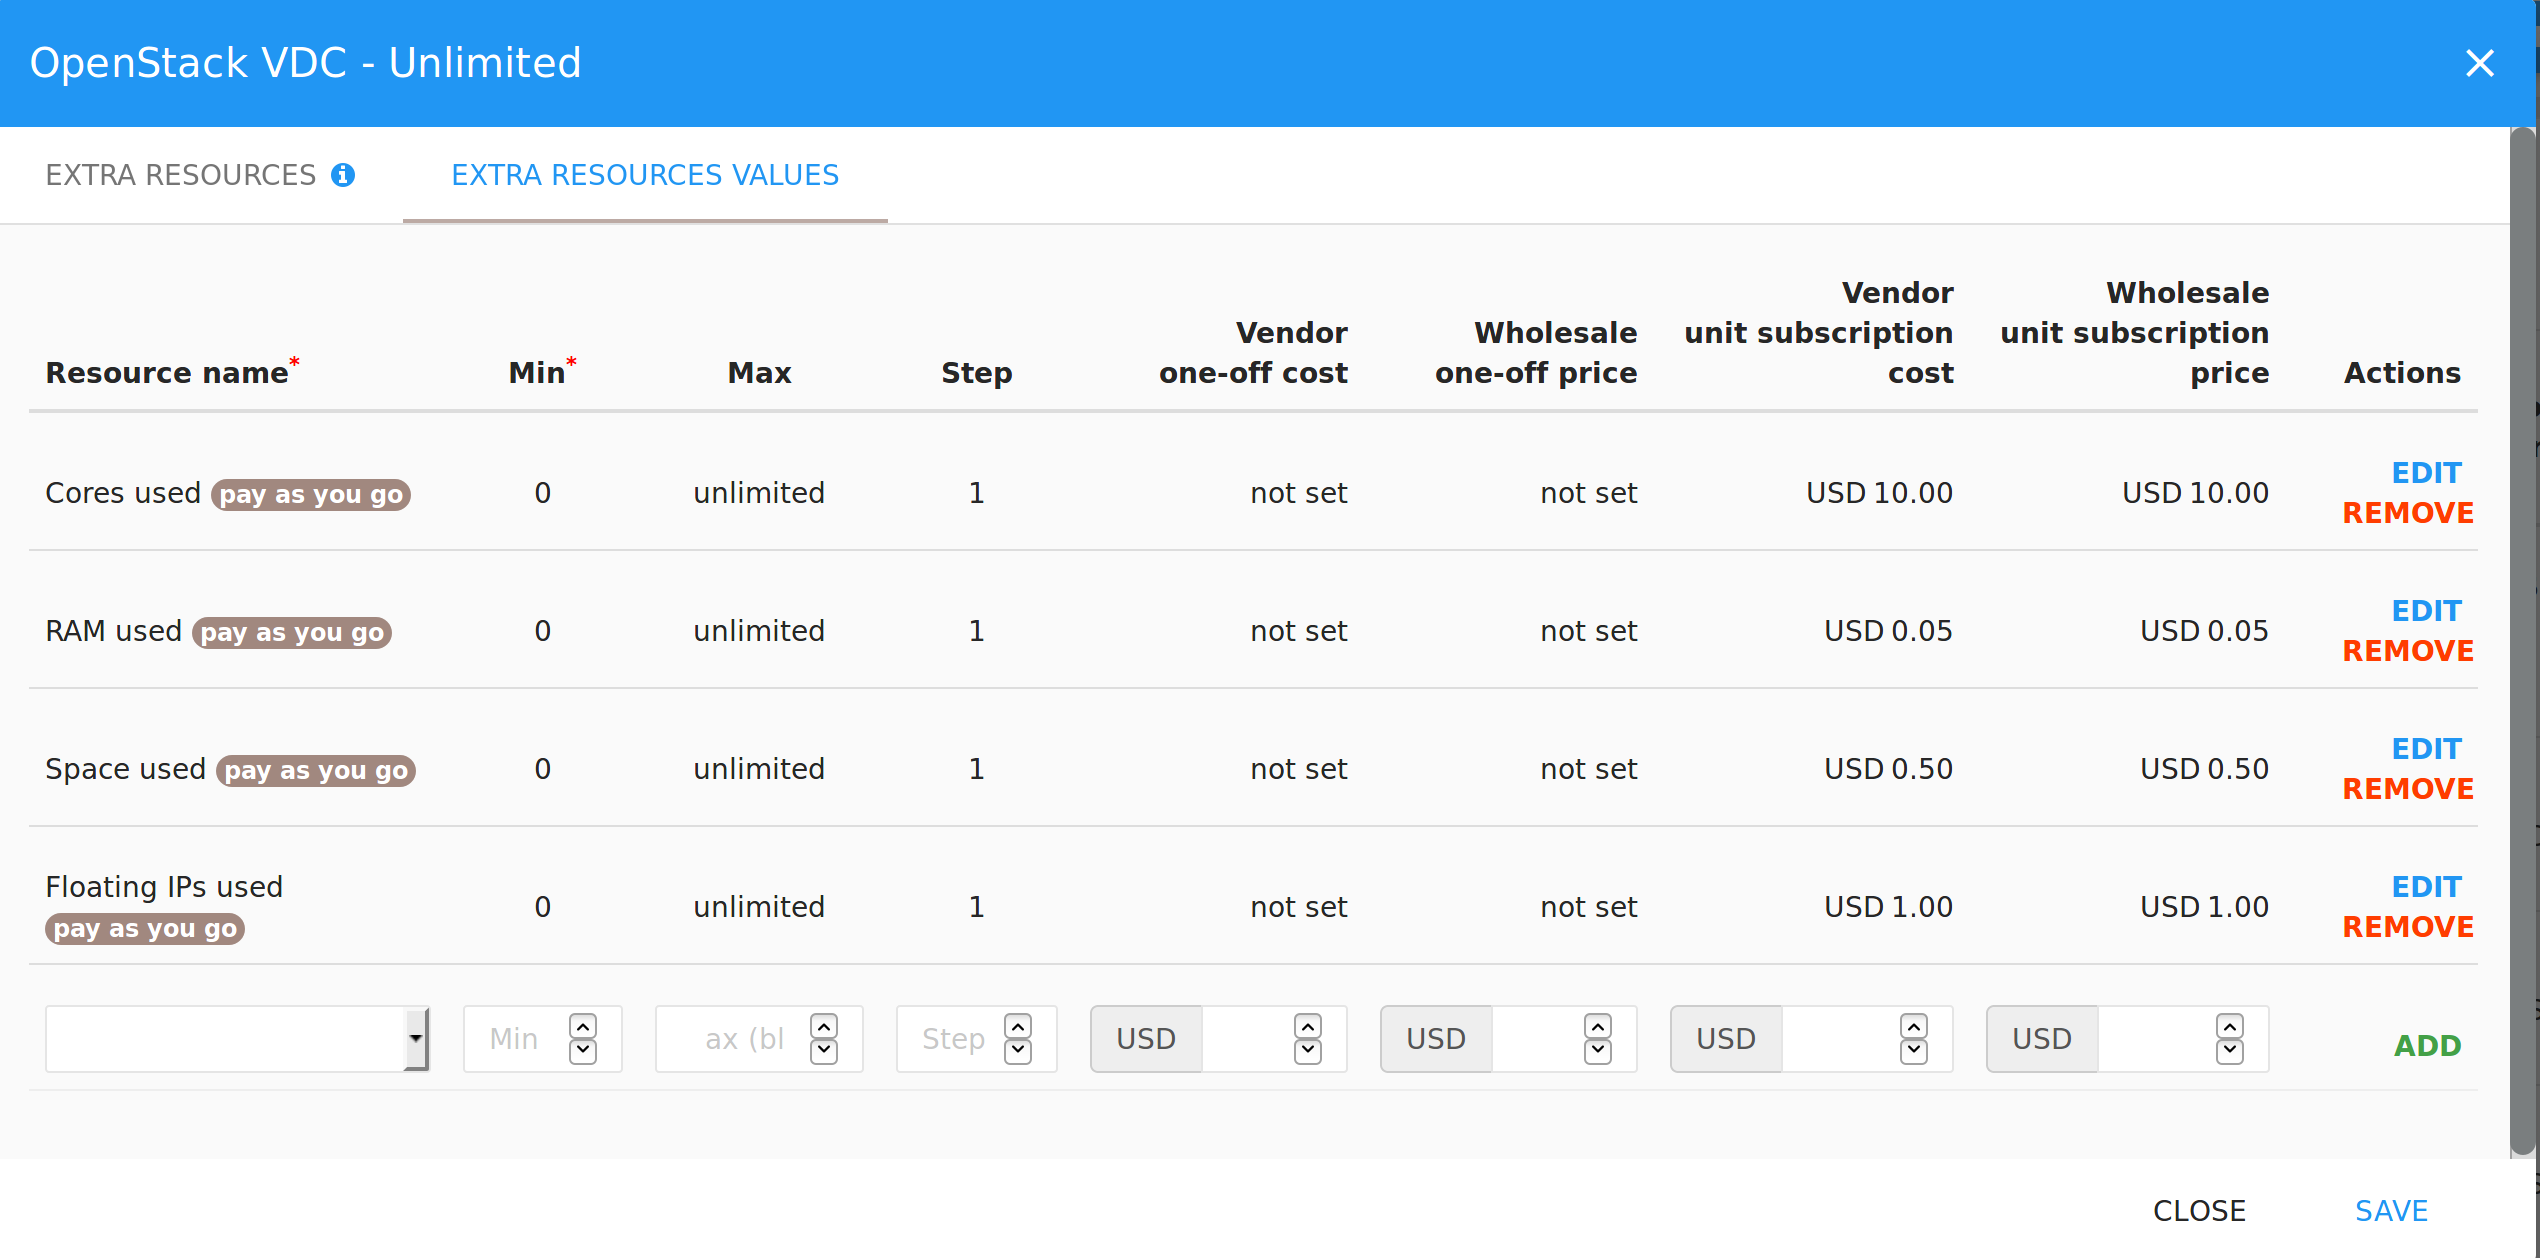 OpenStack VDC - Unlimited
EXTRA RESOURCES
EXTRA RESOURCES VALUES
Resource name*
Min*
Max
Step
Vendor
one-off cost
Wholesale
one-off price
Vendor
unit subscription
cost
Wholesale
unit subscription
price
Actions
Cores used pay as you go 0 unlimited 1 not set not set USD 10.00 USD 10.00 EDIT
REMOVE
RAM used pay as you go 0 unlimited 1 not set not set USD 0.05 USD 0.05 EDIT
REMOVE
Space used pay as you go 0 unlimited 1 not set not set USD 0.50 USD 0.50 EDIT
REMOVE
Floating IPs used
pay as you go
0 unlimited 1 not set not set USD 1.00 USD 1.00 EDIT
REMOVE
Min ax (bl Step USD USD USD USD ADD
CLOSE SAVE